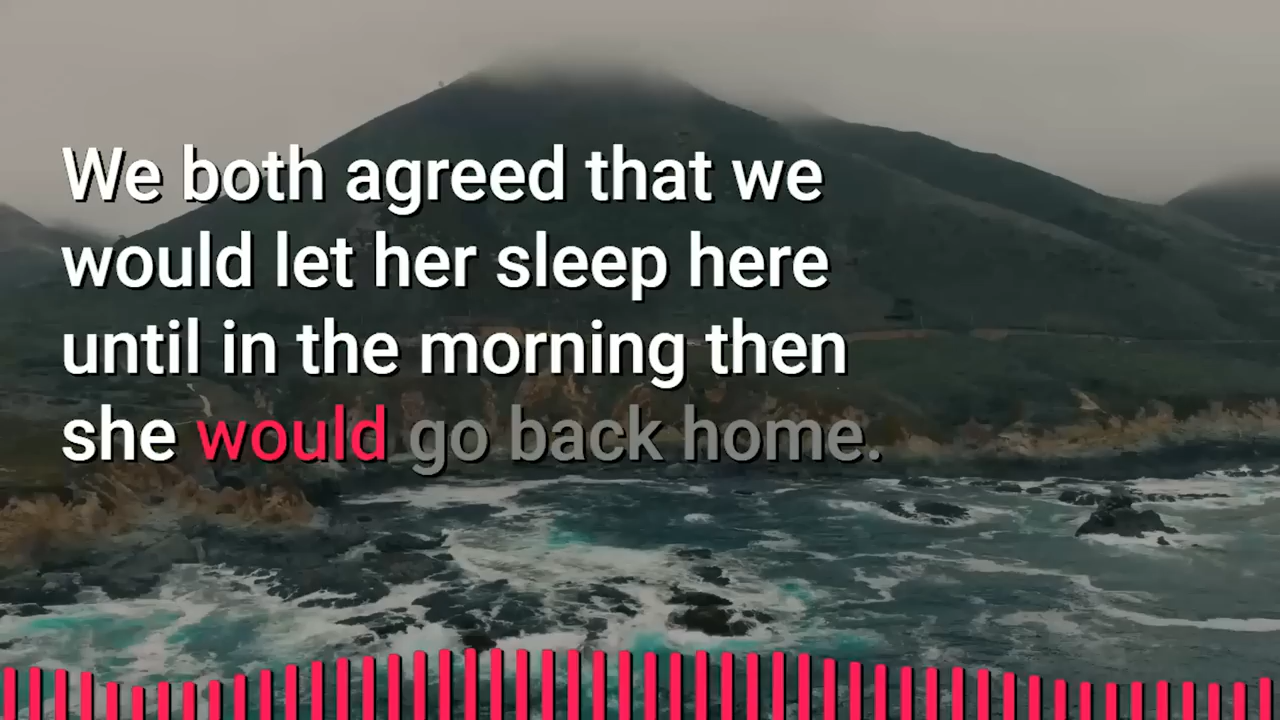 We both agreed that we
would let her sleep here
until in the morning then
she would go back home.